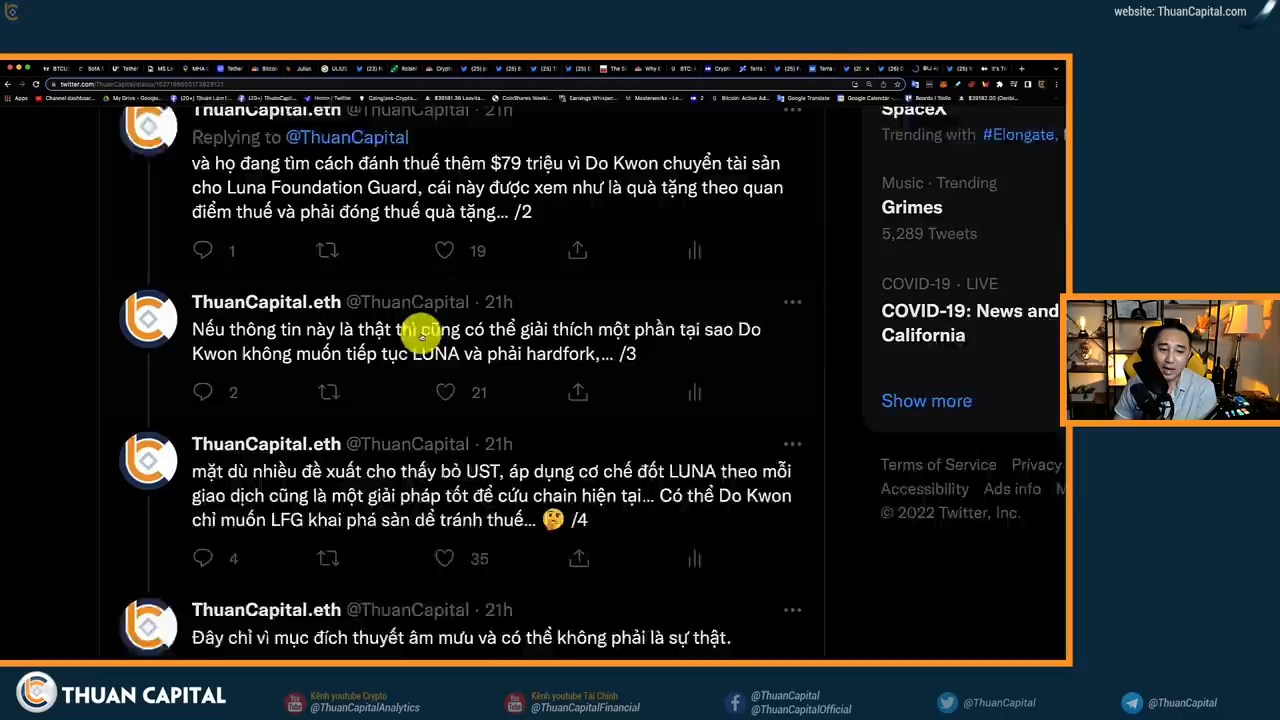 website: ThuanCapital.com
twitter.com/ThuanCapital/status/1527186650173829121
ThuanCapital.eth @ThuanCapital · 21h
Replying to @ThuanCapital
và họ đang tìm cách đánh thuế thêm $79 triệu vì Do Kwon chuyển tài sản
cho Luna Foundation Guard, cái này được xem như là quà tặng theo quan
điểm thuế và phải đóng thuế quà tặng... /2
1 19
ThuanCapital.eth @ThuanCapital · 21h
Nếu thông tin này là thật thì cũng có thể giải thích một phần tại sao Do
Kwon không muốn tiếp tục LUNA và phải hardfork,... /3
2 21
ThuanCapital.eth @ThuanCapital · 21h
mặt dù nhiều đề xuất cho thấy bỏ UST, áp dụng cơ chế đốt LUNA theo mỗi
giao dịch cũng là một giải pháp tốt để cứu chain hiện tại... Có thể Do Kwon
chỉ muốn LFG khai phá sản dể tránh thuế... 🤔 /4
4 35
ThuanCapital.eth @ThuanCapital · 21h
Đây chỉ vì mục đích thuyết âm mưu và có thể không phải là sự thật.
SpaceX
Trending with #Elongate,
Music · Trending
Grimes
5,289 Tweets
COVID-19 · LIVE
COVID-19: News and
California
Show more
Terms of Service Privacy
Accessibility Ads info
© 2022 Twitter, Inc.
THUAN CAPITAL
Kênh youtube Crypto
@ThuanCapitalAnalytics
Kênh youtube Tài Chính
@ThuanCapitalFinancial
@ThuanCapital
@ThuanCapitalOfficial
@ThuanCapital
@ThuanCapital